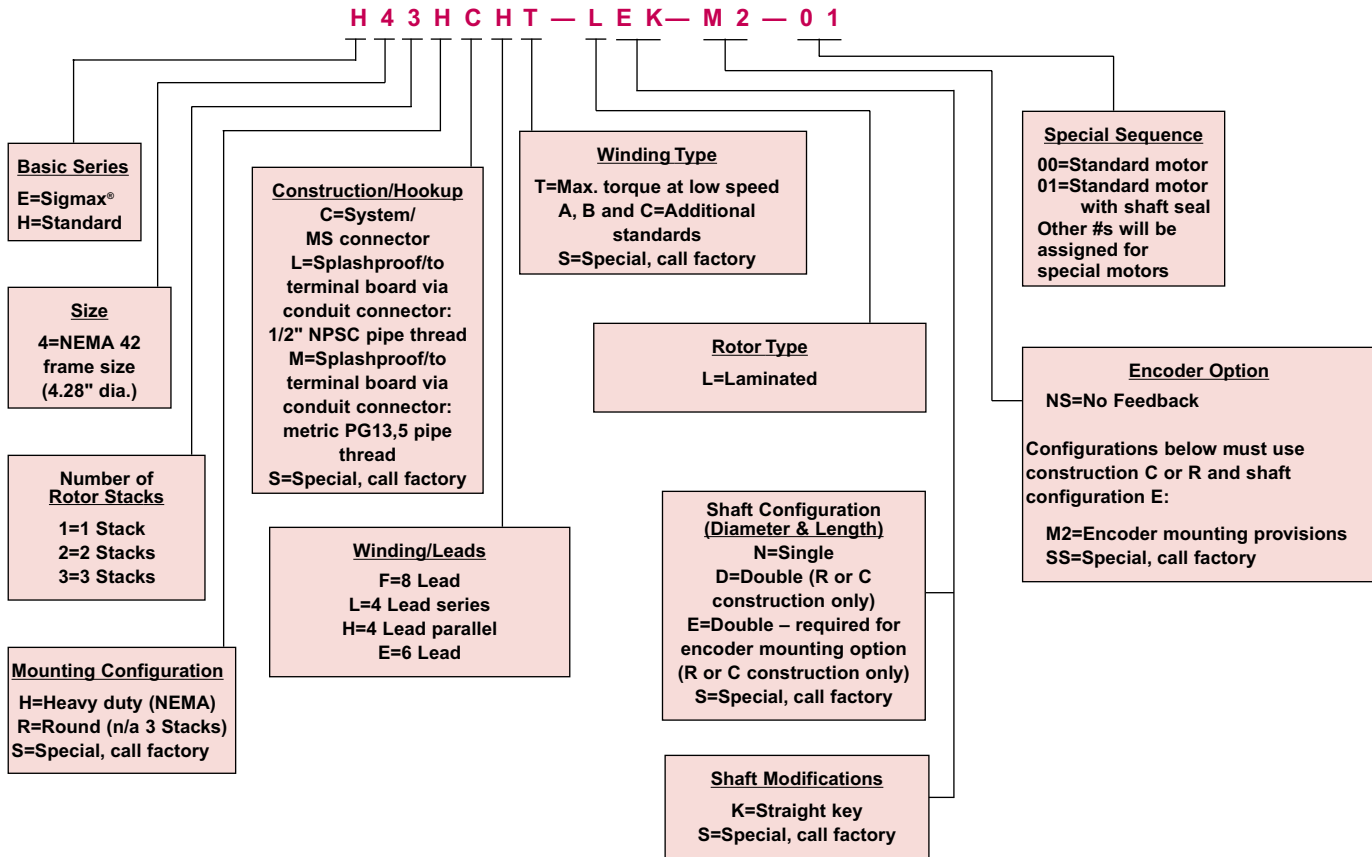 H 4 3 H C H T — L E K — M 2 — 0 1
Basic Series
E=Sigmax®
H=Standard
Size
4=NEMA 42
frame size
(4.28" dia.)
Number of
Rotor Stacks
1=1 Stack
2=2 Stacks
3=3 Stacks
Mounting Configuration
H=Heavy duty (NEMA)
R=Round (n/a 3 Stacks)
S=Special, call factory
Construction/Hookup
C=System/
MS connector
L=Splashproof/to
terminal board via
conduit connector:
1/2" NPSC pipe thread
M=Splashproof/to
terminal board via
conduit connector:
metric PG13,5 pipe
thread
S=Special, call factory
Winding/Leads
F=8 Lead
L=4 Lead series
H=4 Lead parallel
E=6 Lead
Winding Type
T=Max. torque at low speed
A, B and C=Additional
standards
S=Special, call factory
Rotor Type
L=Laminated
Shaft Configuration
(Diameter & Length)
N=Single
D=Double (R or C
construction only)
E=Double – required for
encoder mounting option
(R or C construction only)
S=Special, call factory
Shaft Modifications
K=Straight key
S=Special, call factory
Encoder Option
NS=No Feedback
Configurations below must use
construction C or R and shaft
configuration E:
M2=Encoder mounting provisions
SS=Special, call factory
Special Sequence
00=Standard motor
01=Standard motor
with shaft seal
Other #s will be
assigned for
special motors